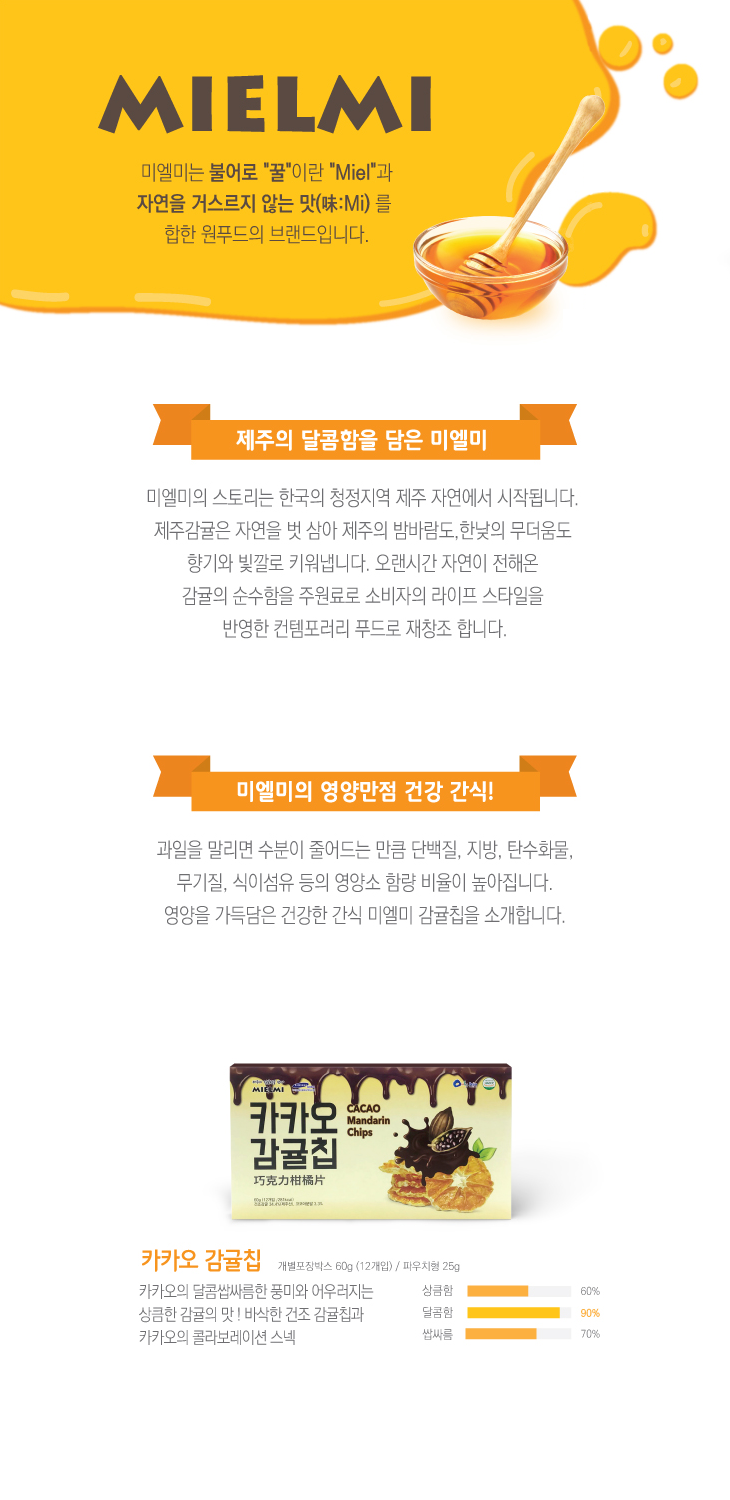 MIELMI
미엘미는 불어로 "꿀"이란 "Miel"과
자연을 거스르지 않는 맛(味:Mi) 를
합한 원푸드의 브랜드입니다.
제주의 달콤함을 담은 미엘미
미엘미의 스토리는 한국의 청정지역 제주 자연에서 시작됩니다.
제주감귤은 자연을 벗 삼아 제주의 밤바람도,한낮의 무더움도
향기와 빛깔로 키워냅니다. 오랜시간 자연이 전해온
감귤의 순수함을 주원료로 소비자의 라이프 스타일을
반영한 컨템포러리 푸드로 재창조 합니다.
미엘미의 영양만점 건강 간식!
과일을 말리면 수분이 줄어드는 만큼 단백질, 지방, 탄수화물,
무기질, 식이섬유 등의 영양소 함량 비율이 높아집니다.
영양을 가득담은 건강한 간식 미엘미 감귤칩을 소개합니다.
MIELMI
카카오
감귤칩
CACAO
Mandarin
Chips
巧克力柑橘片
카카오 감귤칩 개별포장박스 60g (12개입) / 파우치형 25g
카카오의 달콤쌉싸름한 풍미와 어우러지는
상큼한 감귤의 맛 ! 바삭한 건조 감귤칩과
카카오의 콜라보레이션 스넥
상큼함 60%
달콤함 90%
쌉싸름 70%